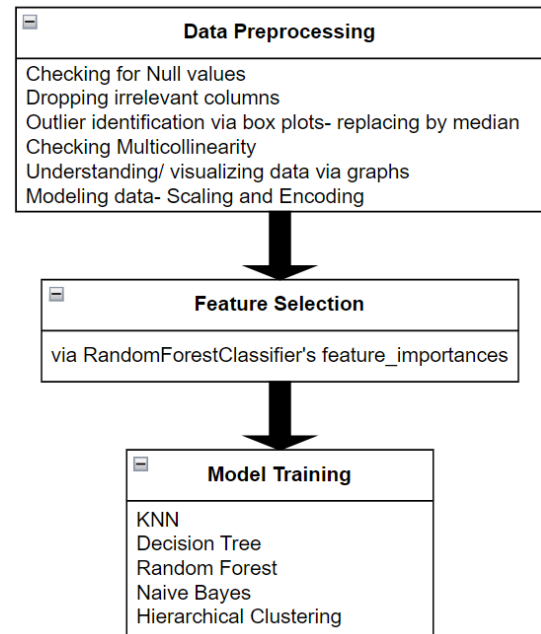 Data Preprocessing
Checking for Null values
Dropping irrelevant columns
Outlier identification via box plots- replacing by median
Checking Multicollinearity
Understanding/ visualizing data via graphs
Modeling data- Scaling and Encoding
Feature Selection
via RandomForestClassifier's feature_importances
Model Training
KNN
Decision Tree
Random Forest
Naive Bayes
Hierarchical Clustering